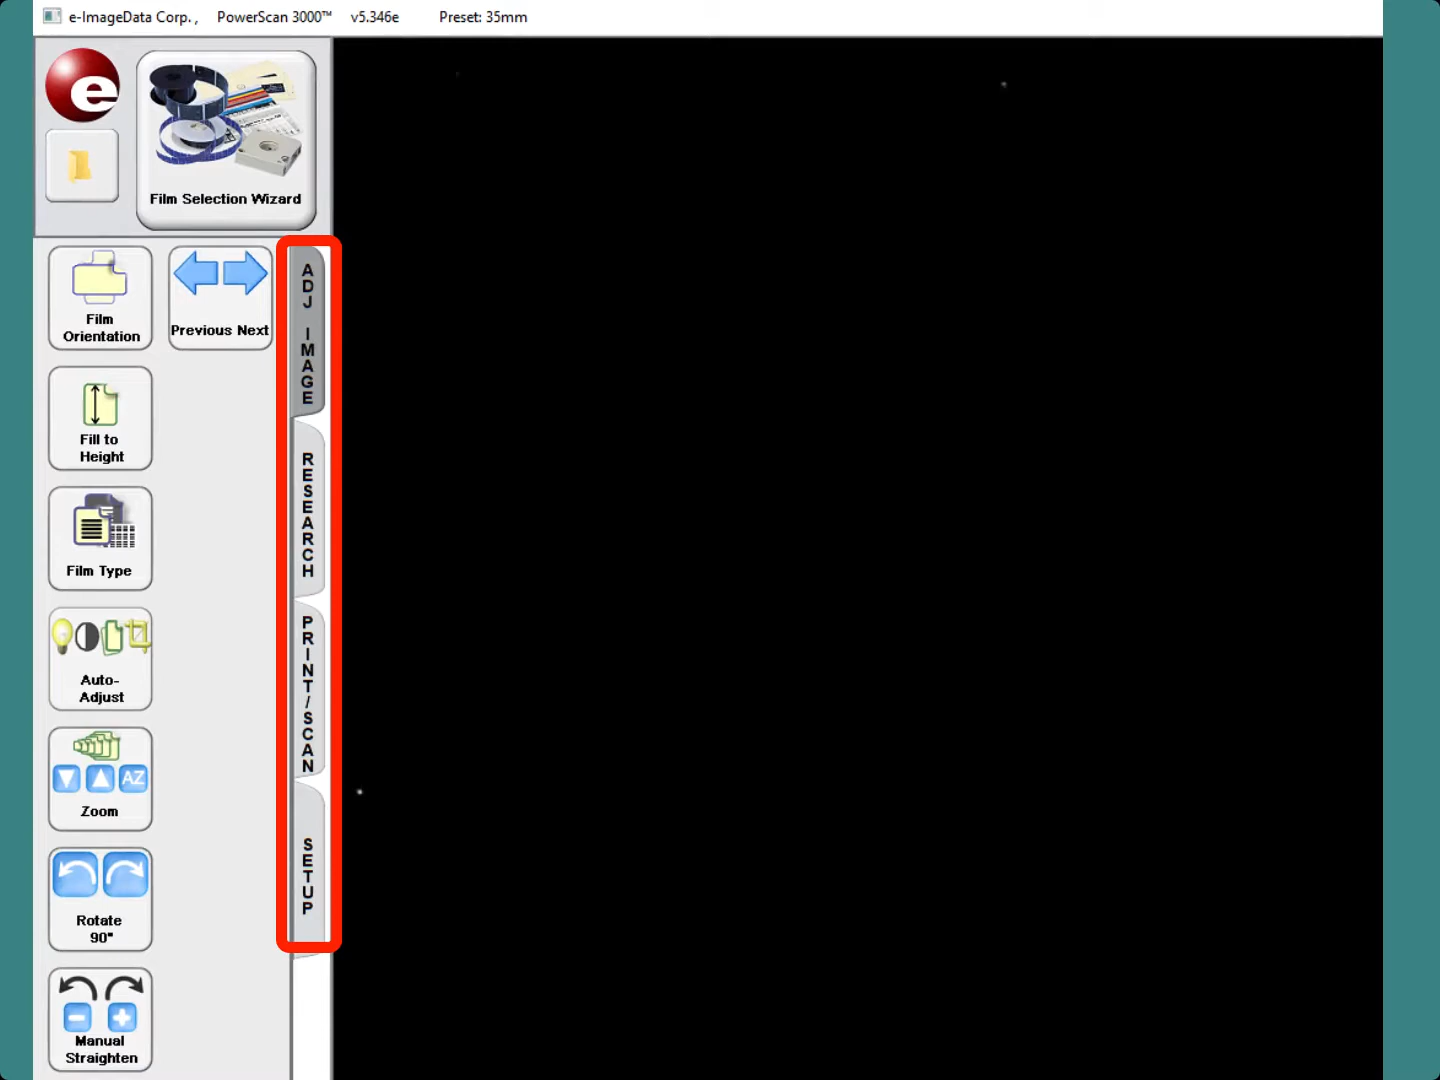 e-ImageData Corp. ,    PowerScan 3000™    v5.346e    Preset: 35mm
e
Film Selection Wizard
Film
Orientation
Previous Next
Fill to
Height
Film Type
Auto-
Adjust
AZ
Zoom
Rotate
90°
Manual
Straighten
ADJ IMAGE
RESEARCH
PRINT/SCAN
SETUP